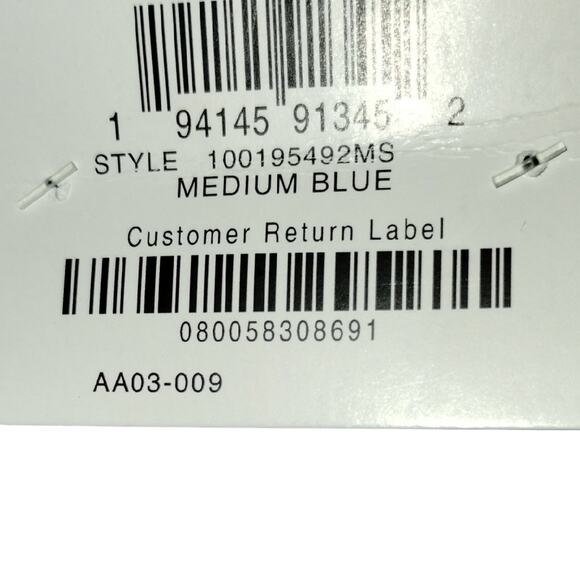 1 94145 91345 2
STYLE 100195492MS
MEDIUM BLUE
Customer Return Label
080058308691
AA03-009